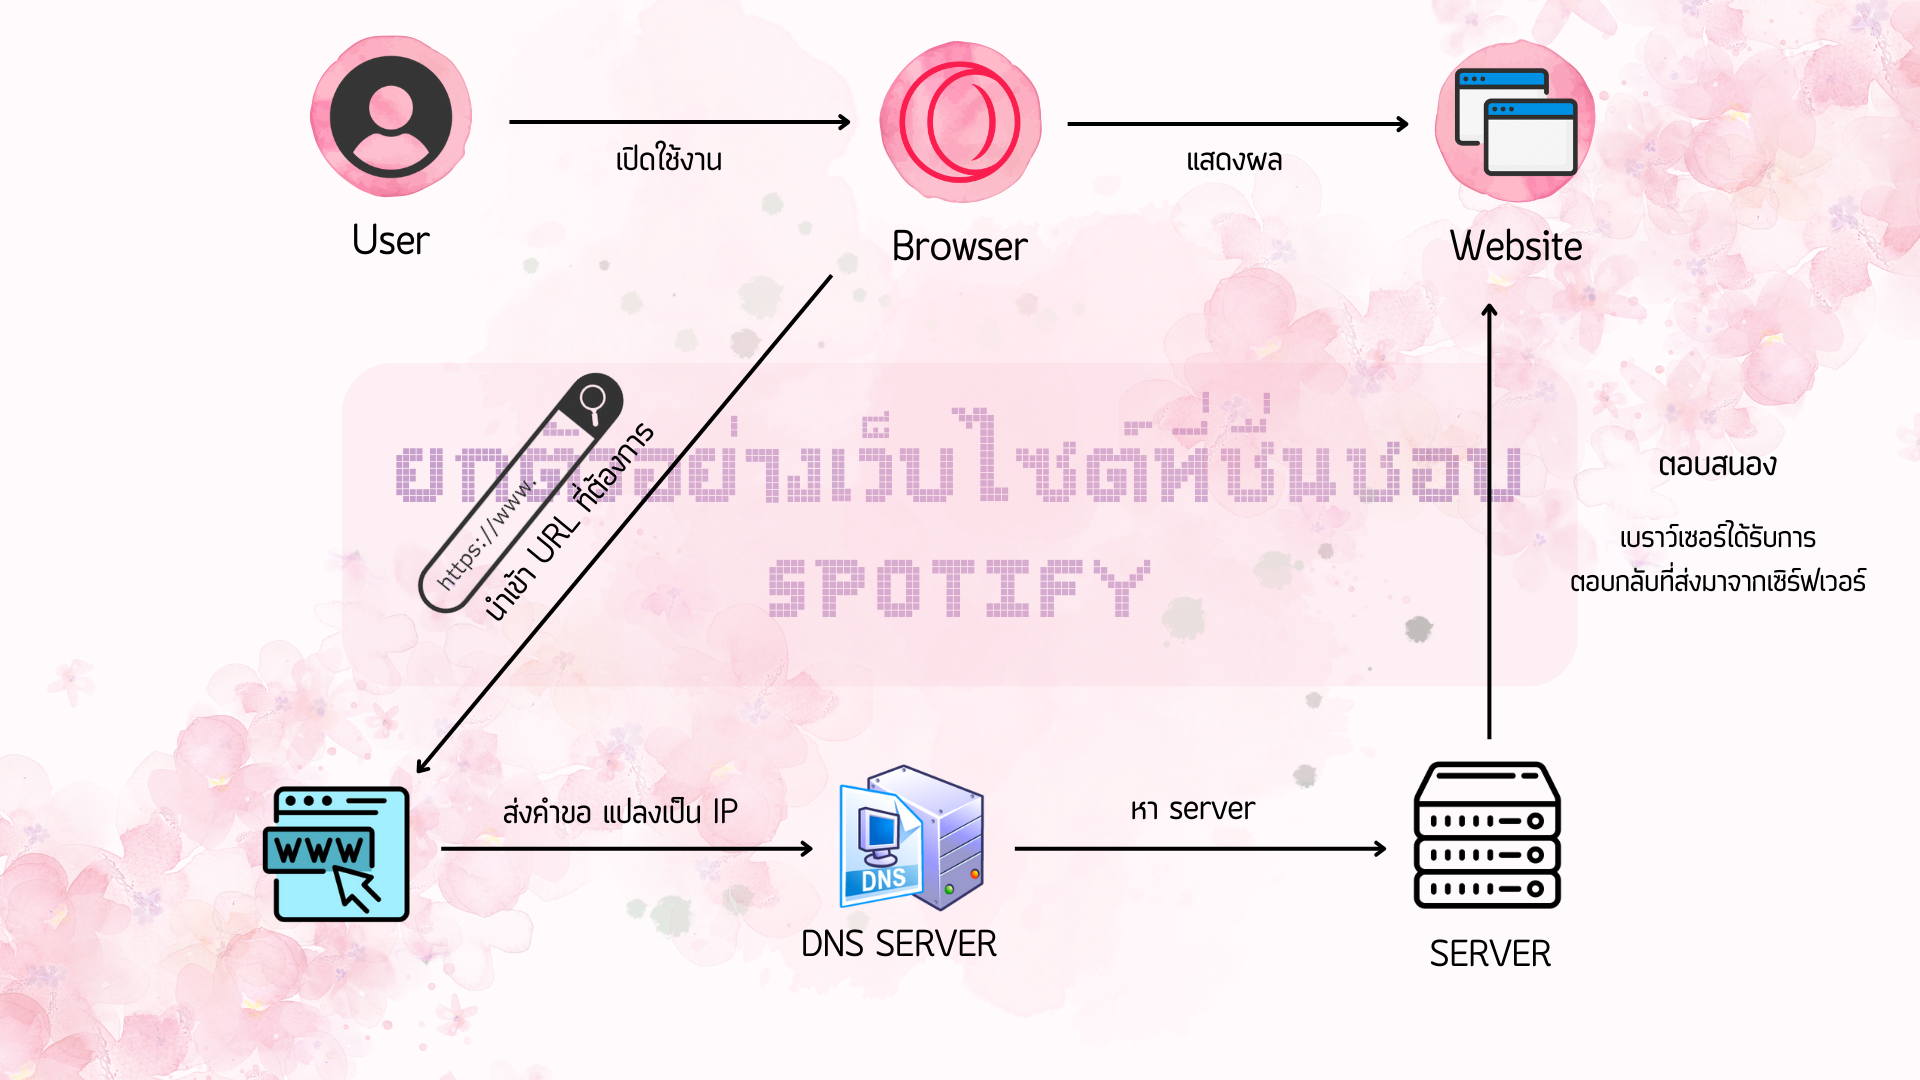 เปิดใช้งาน
แสดงผล
User
Browser
Website
ยกตัวอย่างเว็บไซต์ที่ชื่นชอบ
SPOTIFY
https://www.
นำเข้า URL ที่ต้องการ
ตอบสนอง
เบราว์เซอร์ได้รับการ
ตอบกลับที่ส่งมาจากเซิร์ฟเวอร์
WWW
ส่งคำขอ แปลงเป็น IP
DNS
หา server
DNS SERVER
SERVER